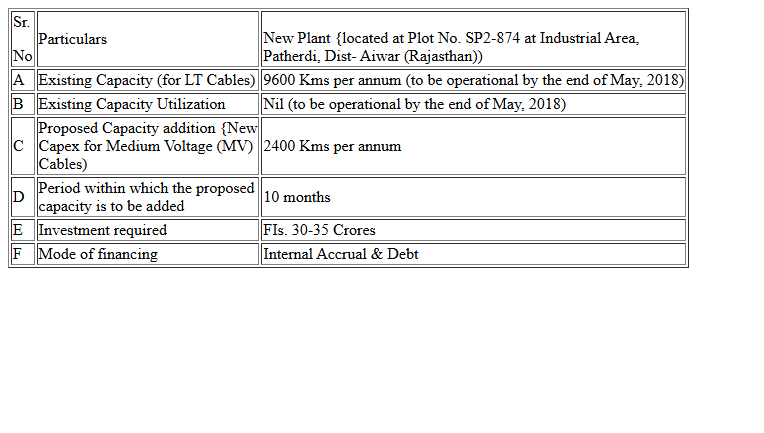 Sr.
No
Particulars
New Plant {located at Plot No. SP2-874 at Industrial Area,
Patherdi, Dist- Aiwar (Rajasthan))
A Existing Capacity (for LT Cables) 9600 Kms per annum (to be operational by the end of May, 2018)
B Existing Capacity Utilization Nil (to be operational by the end of May, 2018)
C
Proposed Capacity addition {New
Capex for Medium Voltage (MV)
Cables)
2400 Kms per annum
D
Period within which the proposed
capacity is to be added
10 months
E Investment required FIs. 30-35 Crores
F Mode of financing Internal Accrual & Debt